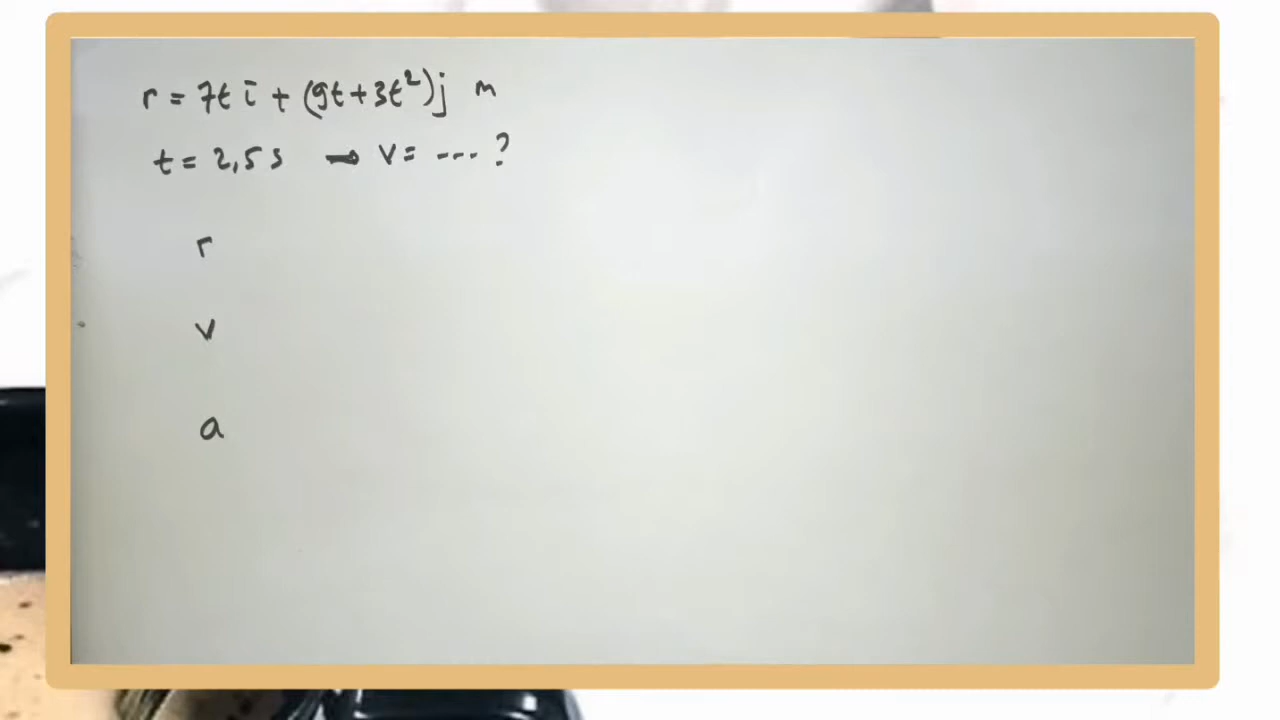 r = 7t i + (9t + 3t²)j m
t = 2,5 s → v = ---- ?
r
v
a